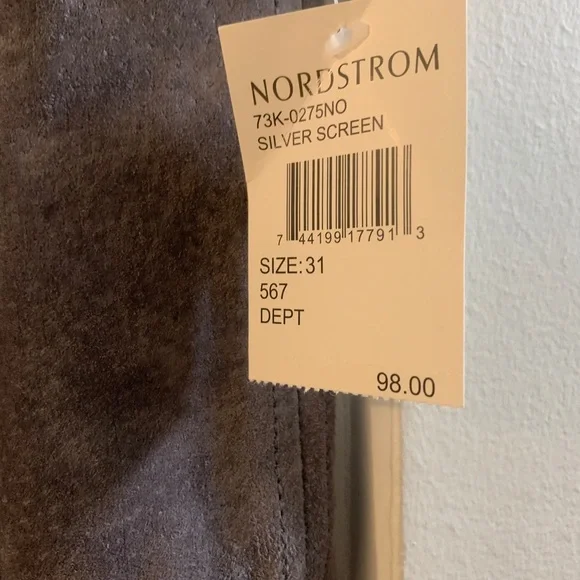 NORDSTROM
73K-0275NO
SILVER SCREEN
7 44199 17791 3
SIZE: 31
567
DEPT
98.00